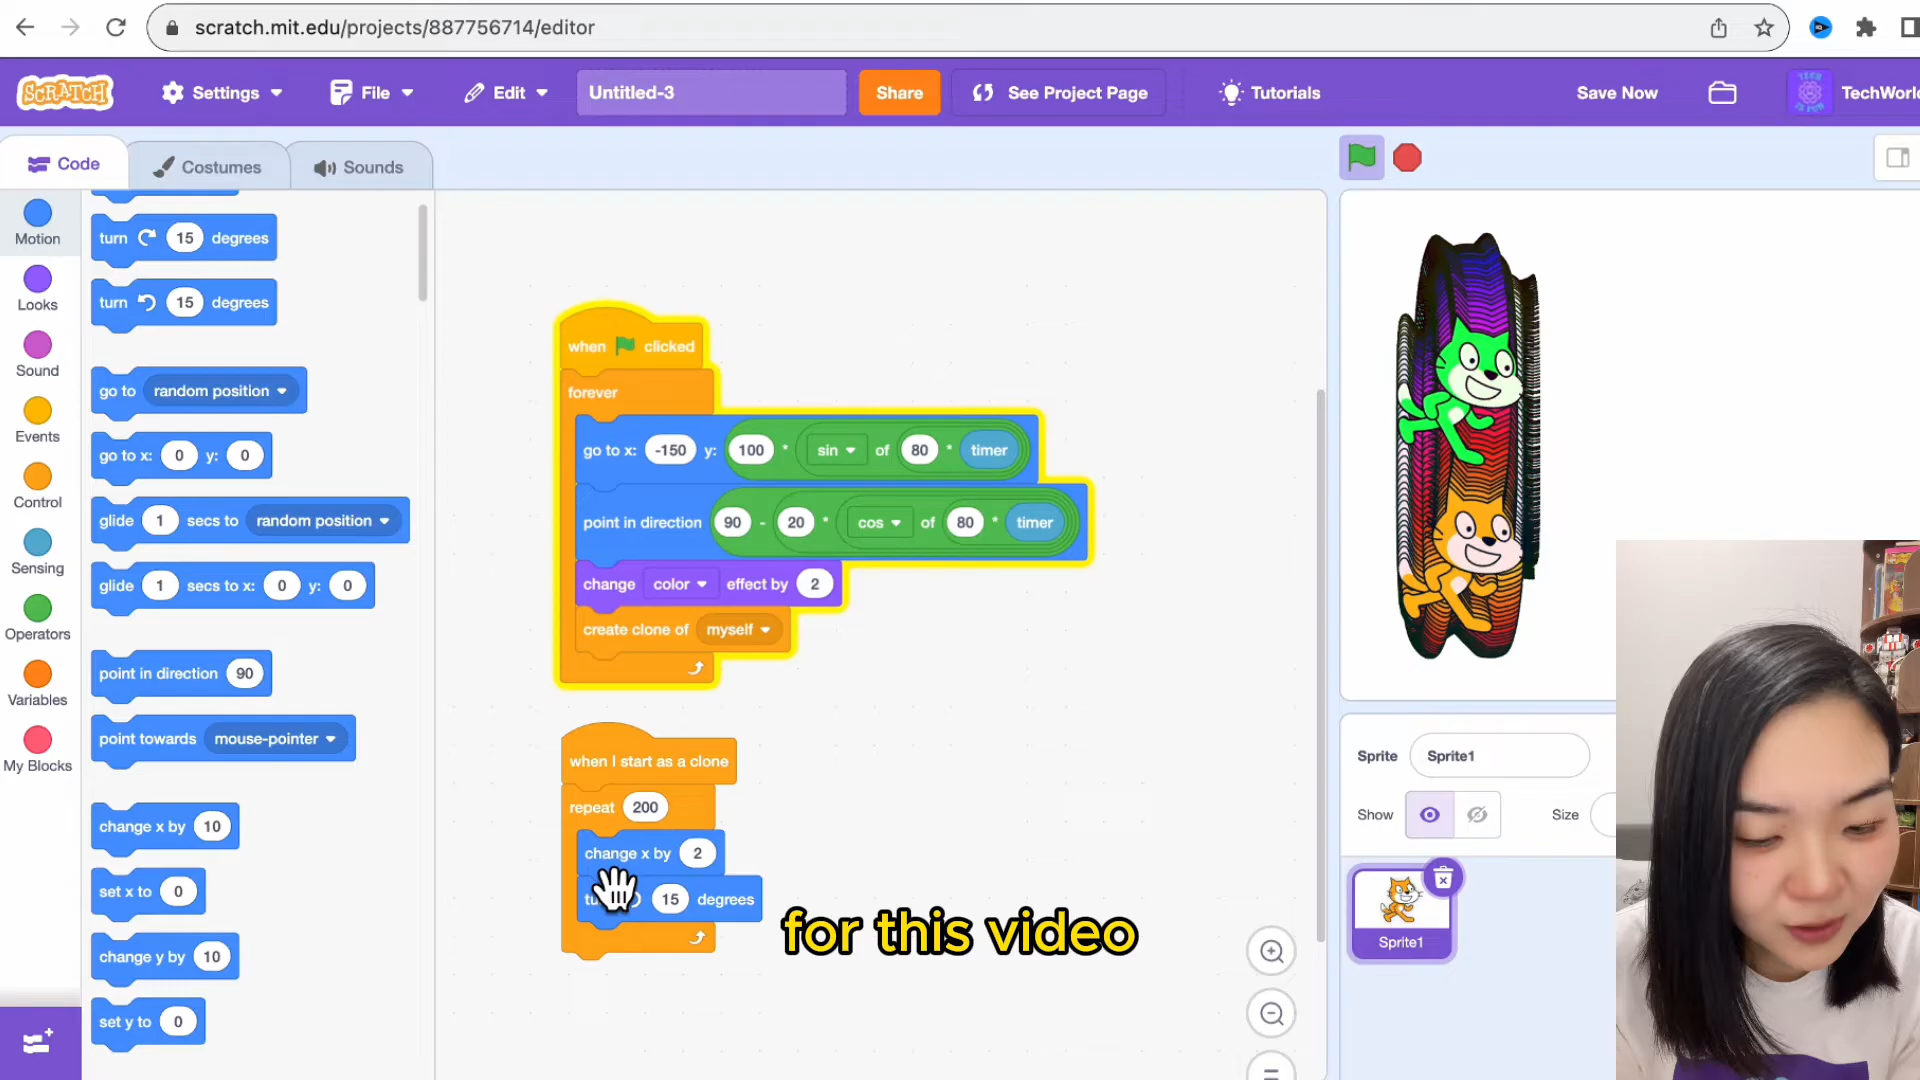 scratch.mit.edu/projects/887756714/editor
SCRATCH Settings File Edit Untitled-3 Share See Project Page Tutorials Save Now TechWorld
Code Costumes Sounds
Motion
Looks
Sound
Events
Control
Sensing
Operators
Variables
My Blocks
turn 15 degrees
turn 15 degrees
go to random position
go to x: 0 y: 0
glide 1 secs to random position
glide 1 secs to x: 0 y: 0
point in direction 90
point towards mouse-pointer
change x by 10
set x to 0
change y by 10
set y to 0
when clicked
forever
go to x: -150 y: 100 * sin of 80 * timer
point in direction 90 - 20 * cos of 80 * timer
change color effect by 2
create clone of myself
when I start as a clone
repeat 200
change x by 2
15 degrees
for this video
Sprite Sprite1
Show Size
Sprite1